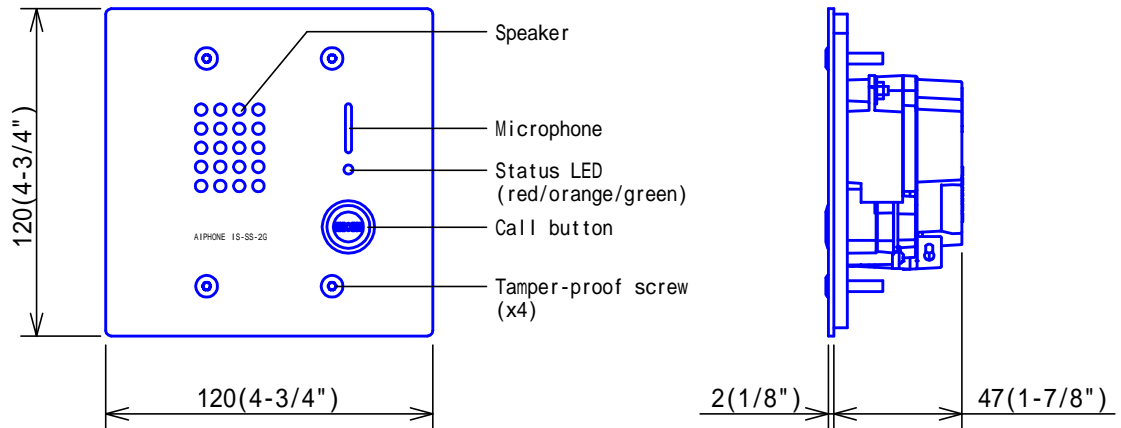 Speaker
120(4-3/4")
Microphone
Status LED
(red/orange/green)
Call button
AIPHONE IS-SS-2G
Tamper-proof screw
(x4)
120(4-3/4")
2(1/8")
47(1-7/8")